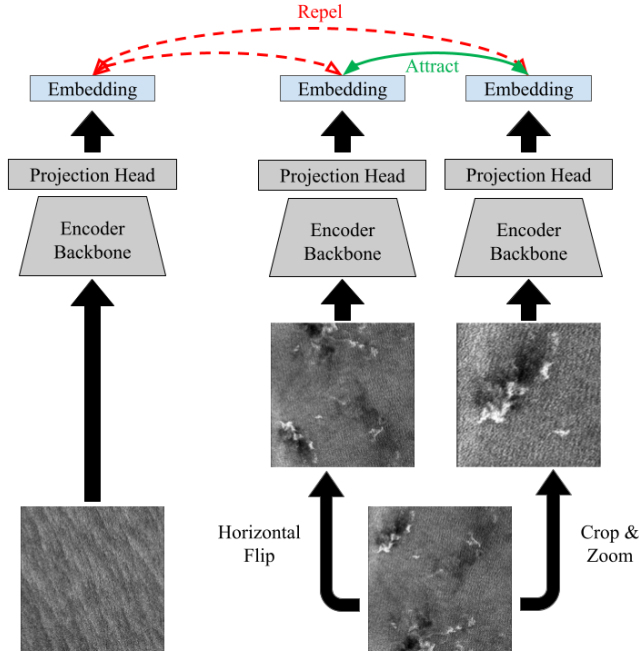 Repel
Attract
Embedding
Embedding
Embedding
Projection Head
Projection Head
Projection Head
Encoder
Backbone
Encoder
Backbone
Encoder
Backbone
Horizontal
Flip
Crop &
Zoom